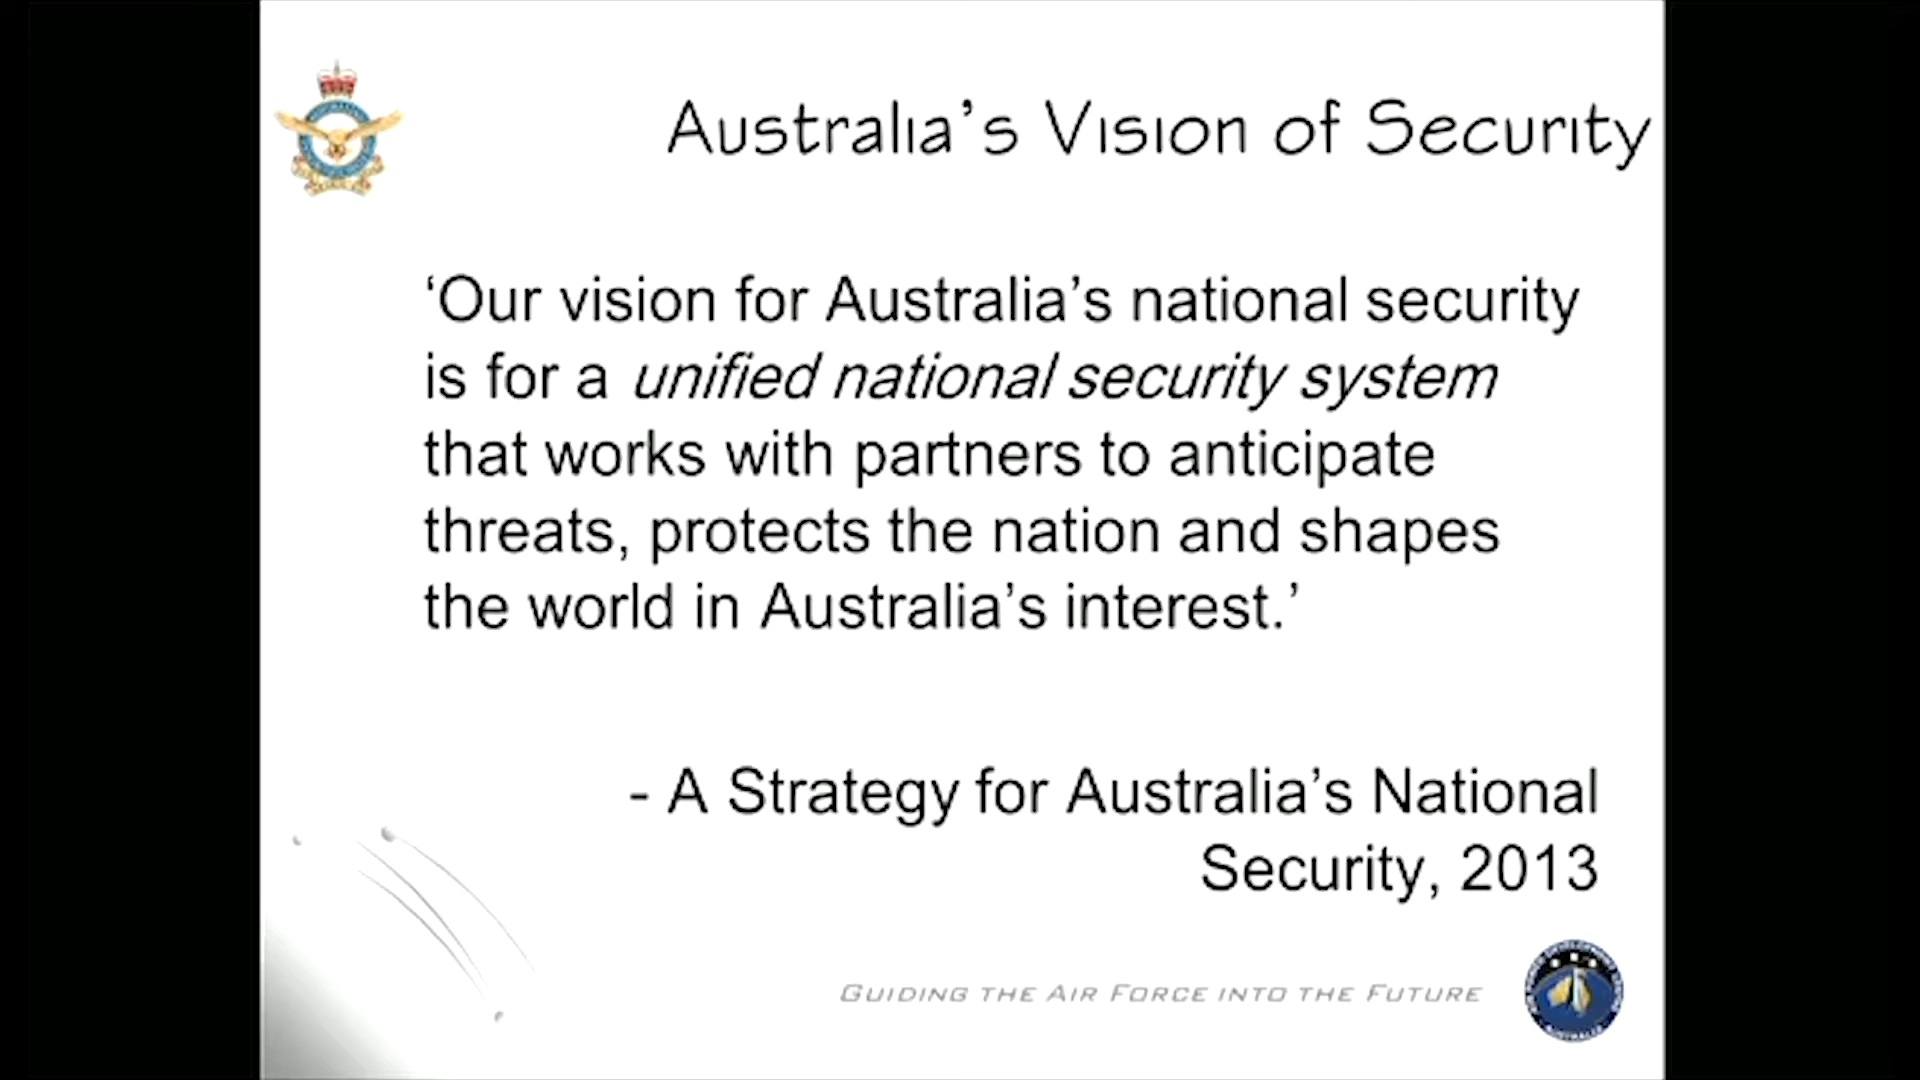 Australia's Vision of Security
‘Our vision for Australia’s national security
is for a unified national security system
that works with partners to anticipate
threats, protects the nation and shapes
the world in Australia’s interest.’
- A Strategy for Australia’s National
Security, 2013
GUIDING THE AIR FORCE INTO THE FUTURE
AUSTRALIA